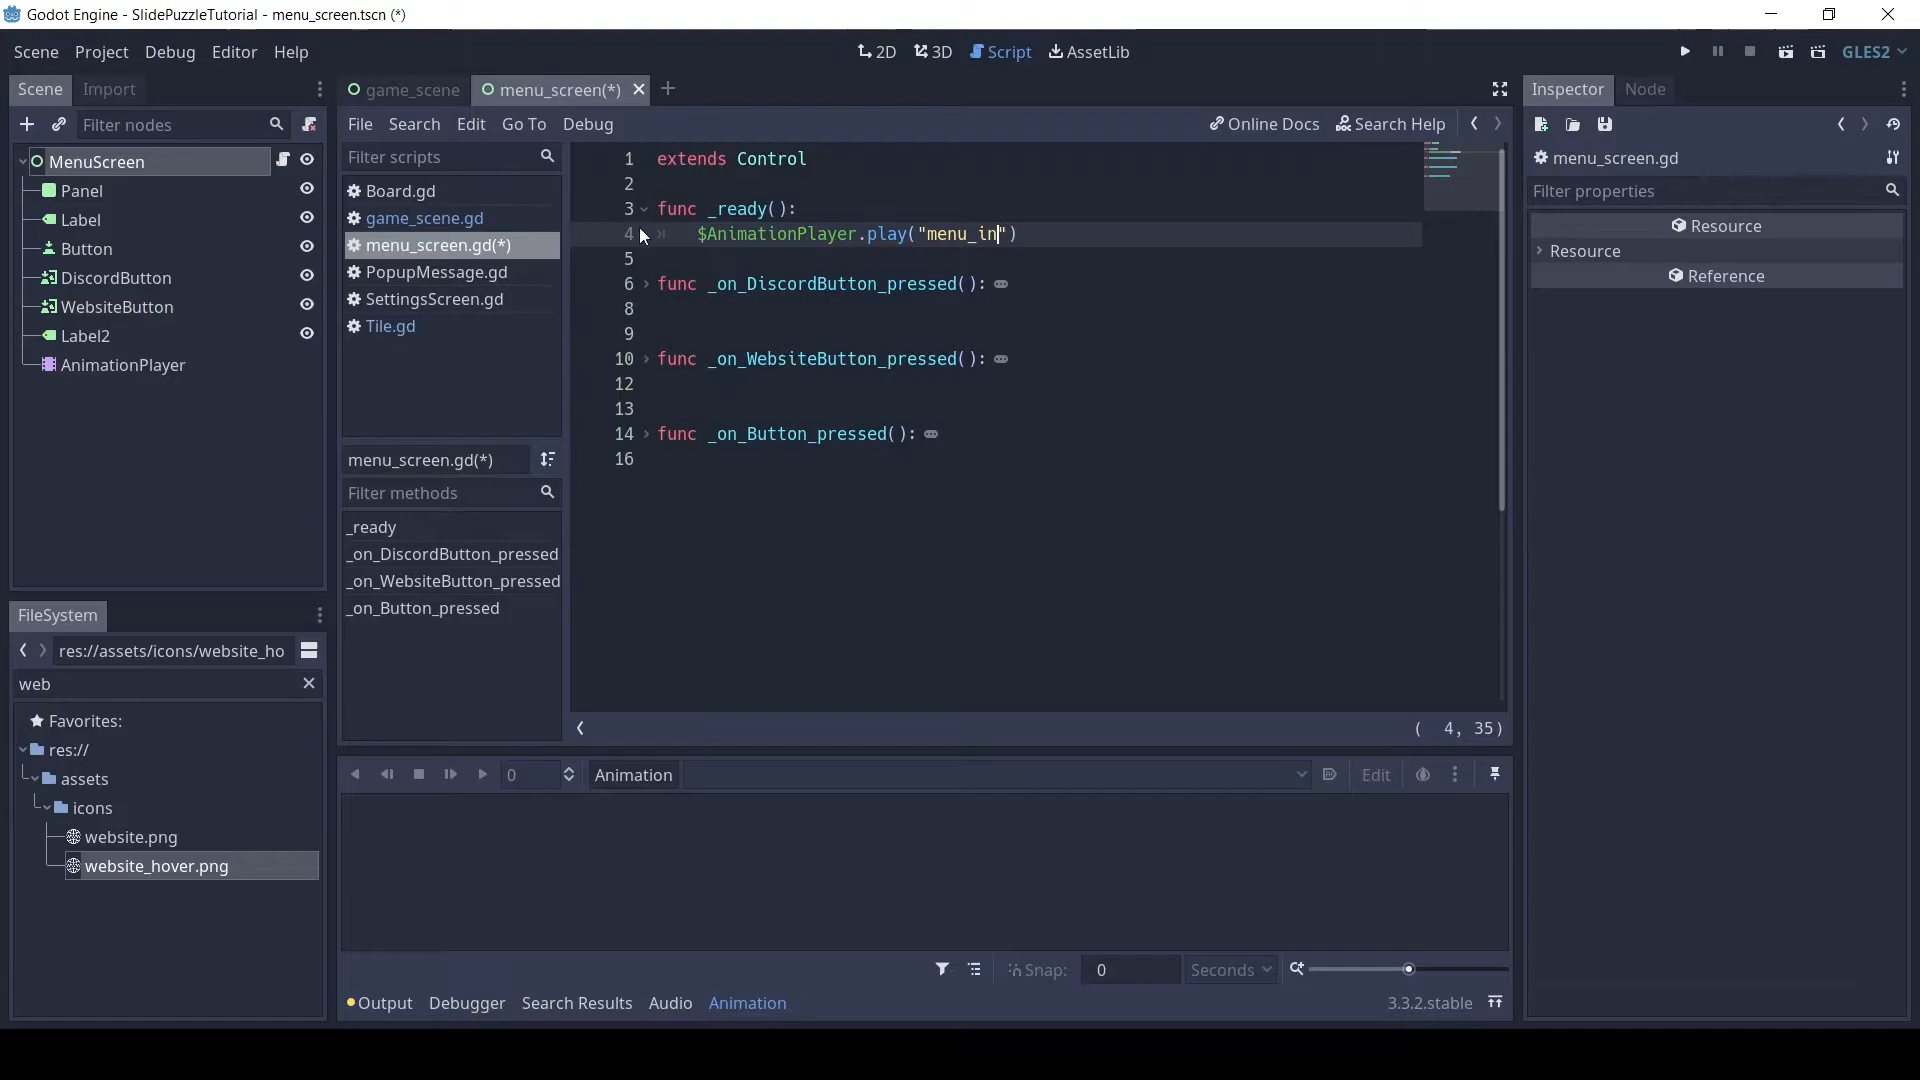 Godot Engine - SlidePuzzleTutorial - menu_screen.tscn (*)
Scene Project Debug Editor Help
2D 3D Script AssetLib
GLES2
Scene Import
game_scene menu_screen(*)
Inspector Node
Filter nodes
File Search Edit Go To Debug
Online Docs Search Help
MenuScreen
Panel
Label
Button
DiscordButton
WebsiteButton
Label2
AnimationPlayer
Filter scripts
Board.gd
game_scene.gd
menu_screen.gd(*)
PopupMessage.gd
SettingsScreen.gd
Tile.gd
menu_screen.gd(*)
Filter methods
_ready
_on_DiscordButton_pressed
_on_WebsiteButton_pressed
_on_Button_pressed
1 extends Control
2
3 func _ready():
4 $AnimationPlayer.play("menu_in")
5
6 func _on_DiscordButton_pressed():
8
9
10 func _on_WebsiteButton_pressed():
12
13
14 func _on_Button_pressed():
16
( 4, 35)
menu_screen.gd
Filter properties
Resource
Resource
Reference
FileSystem
res://assets/icons/website_ho
web
Favorites:
res://
assets
icons
website.png
website_hover.png
0 Animation Edit
Snap: 0 Seconds
Output Debugger Search Results Audio Animation 3.3.2.stable